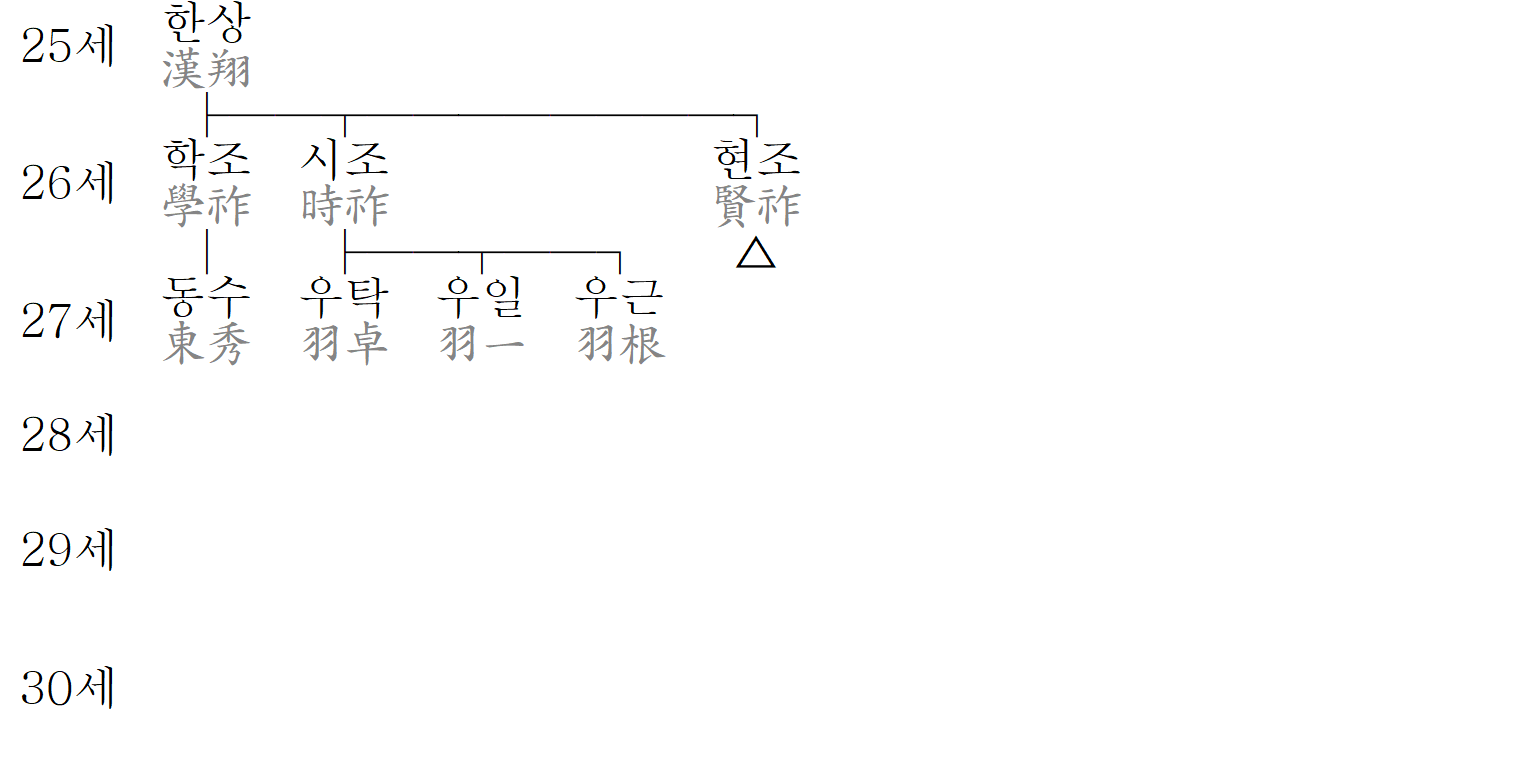 25세 한상
漢翔
26세 학조 시조 현조
學祚 時祚 賢祚
△
27세 동수 우탁 우일 우근
東秀 羽卓 羽一 羽根
28세
29세
30세